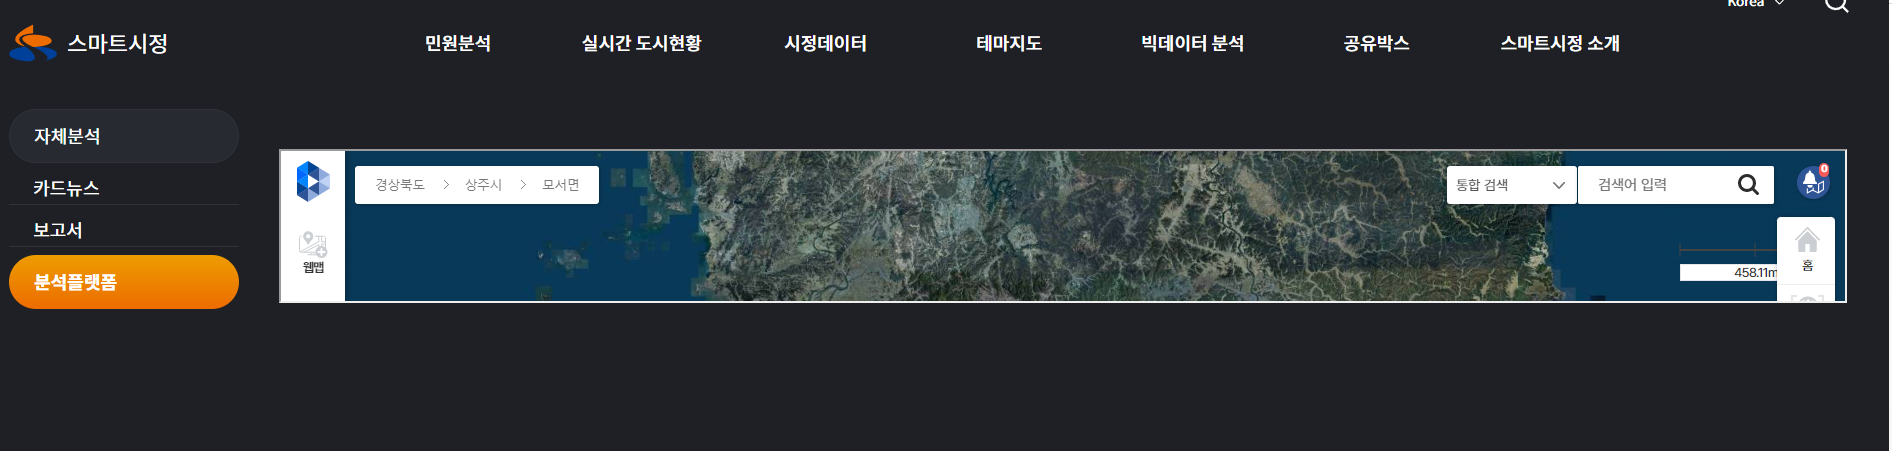 Korea
스마트시정
민원분석 실시간 도시현황 시정데이터 테마지도 빅데이터 분석 공유박스 스마트시정 소개
자체분석
카드뉴스
보고서
분석플랫폼
경상북도 > 상주시 > 모서면
통합 검색 검색어 입력
0
웹맵
458.11m
홈